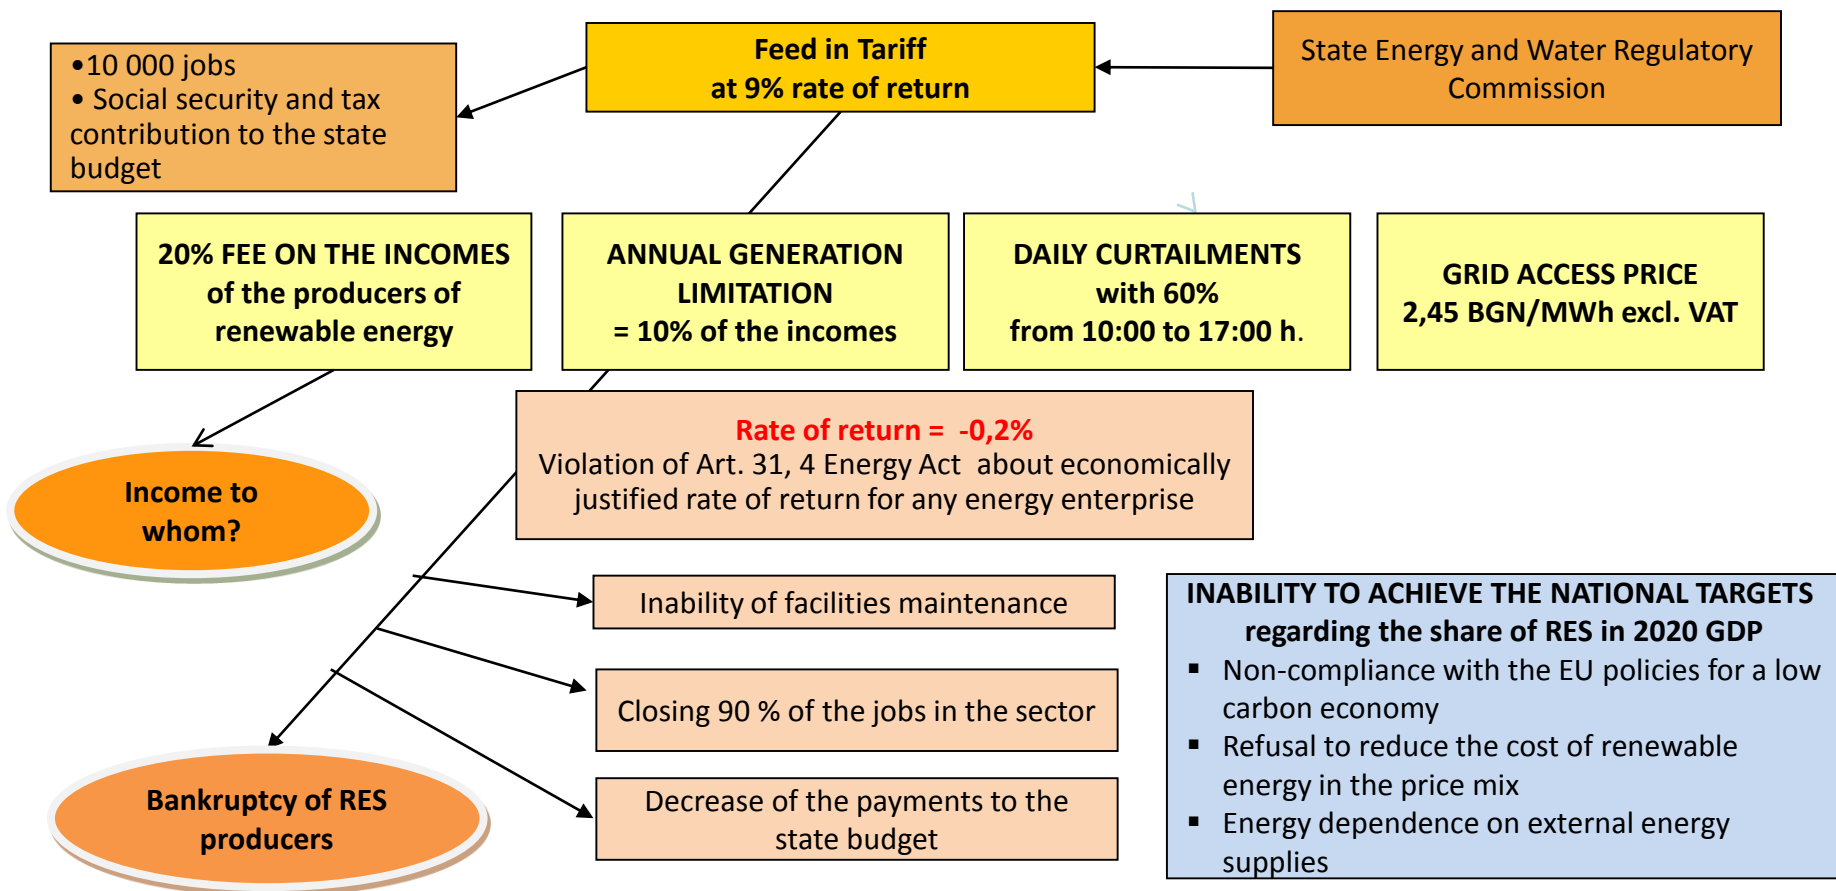 •10 000 jobs
• Social security and tax
contribution to the state
budget
Feed in Tariff
at 9% rate of return
State Energy and Water Regulatory
Commission
20% FEE ON THE INCOMES
of the producers of
renewable energy
ANNUAL GENERATION
LIMITATION
= 10% of the incomes
DAILY CURTAILMENTS
with 60%
from 10:00 to 17:00 h.
GRID ACCESS PRICE
2,45 BGN/MWh excl. VAT
Rate of return = -0,2%
Violation of Art. 31, 4 Energy Act about economically
justified rate of return for any energy enterprise
Income to
whom?
Inability of facilities maintenance
Closing 90 % of the jobs in the sector
Decrease of the payments to the
state budget
Bankruptcy of RES
producers
INABILITY TO ACHIEVE THE NATIONAL TARGETS
regarding the share of RES in 2020 GDP
▪ Non-compliance with the EU policies for a low
carbon economy
▪ Refusal to reduce the cost of renewable
energy in the price mix
▪ Energy dependence on external energy
supplies